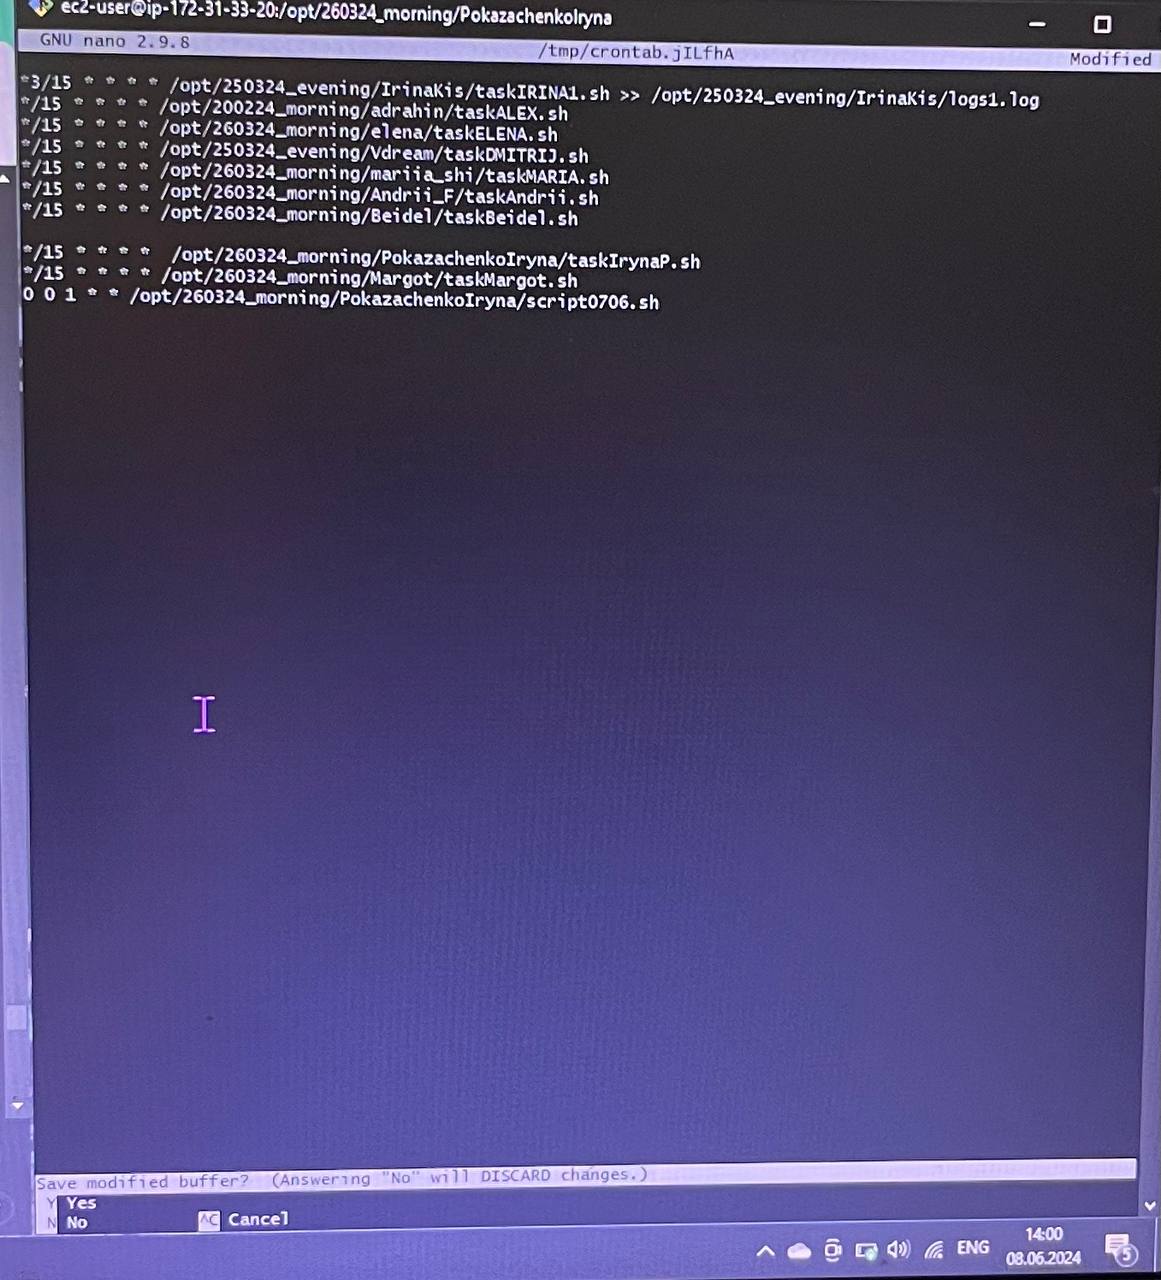 ec2-user@ip-172-31-33-20:/opt/260324_morning/PokazachenkoIryna
GNU nano 2.9.8 /tmp/crontab.jILfhA Modified
*3/15 * * * * /opt/250324_evening/IrinaKis/taskIRINA1.sh >> /opt/250324_evening/IrinaKis/logs1.log
*/15 * * * * /opt/200224_morning/adrahin/taskALEX.sh
*/15 * * * * /opt/260324_morning/elena/taskELENA.sh
*/15 * * * * /opt/250324_evening/Vdream/taskDMITRIJ.sh
*/15 * * * * /opt/260324_morning/mariia_shi/taskMARIA.sh
*/15 * * * * /opt/260324_morning/Andrii_F/taskAndrii.sh
*/15 * * * * /opt/260324_morning/Beidel/taskBeidel.sh
*/15 * * * * /opt/260324_morning/PokazachenkoIryna/taskIrynaP.sh
*/15 * * * * /opt/260324_morning/Margot/taskMargot.sh
0 0 1 * * /opt/260324_morning/PokazachenkoIryna/script0706.sh
Save modified buffer? (Answering "No" will DISCARD changes.)
Y Yes
N No ^C Cancel
ENG 14:00
08.06.2024 5